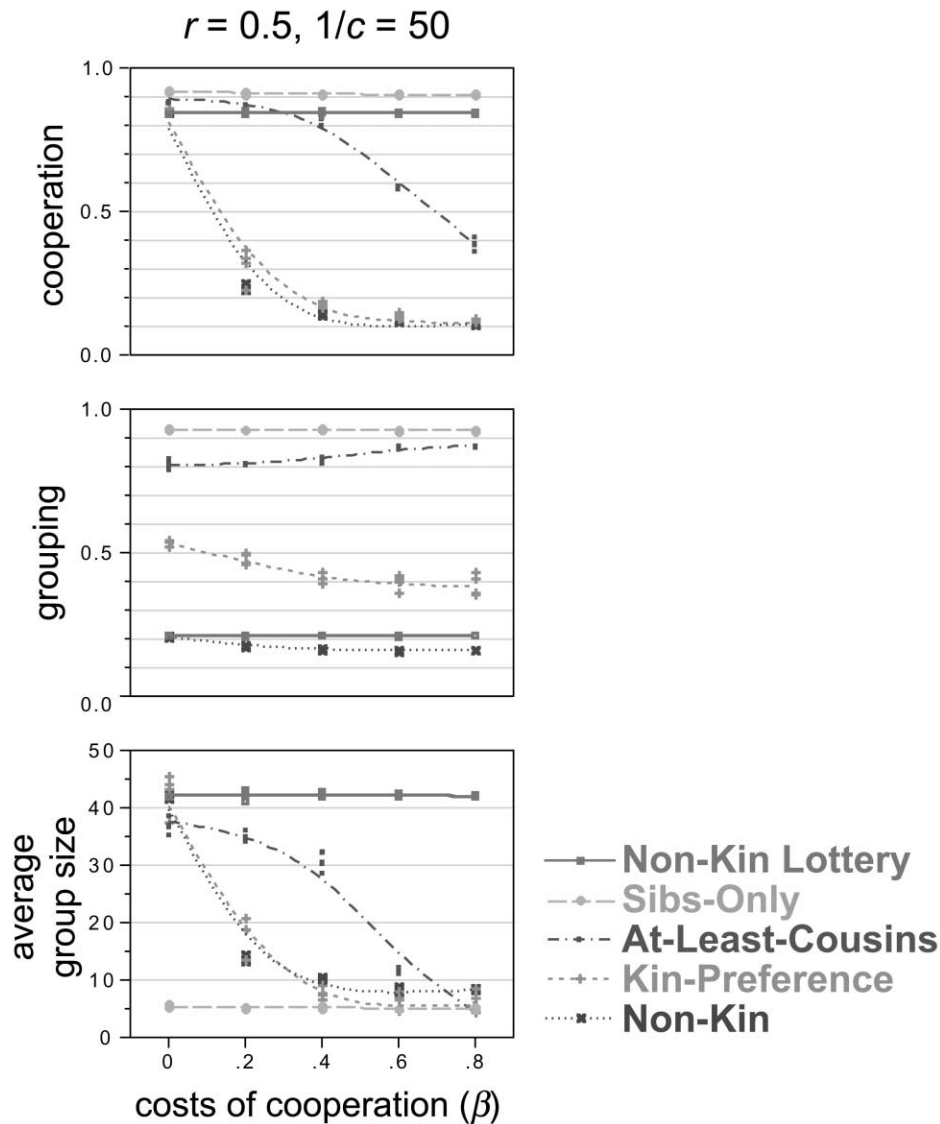 r = 0.5, 1/c = 50
1.0
cooperation
0.5
0.0
1.0
grouping
0.5
0.0
50
40
30
average
group size
20
10
0
0 .2 .4 .6 .8
costs of cooperation (β)
Non-Kin Lottery
Sibs-Only
At-Least-Cousins
Kin-Preference
Non-Kin